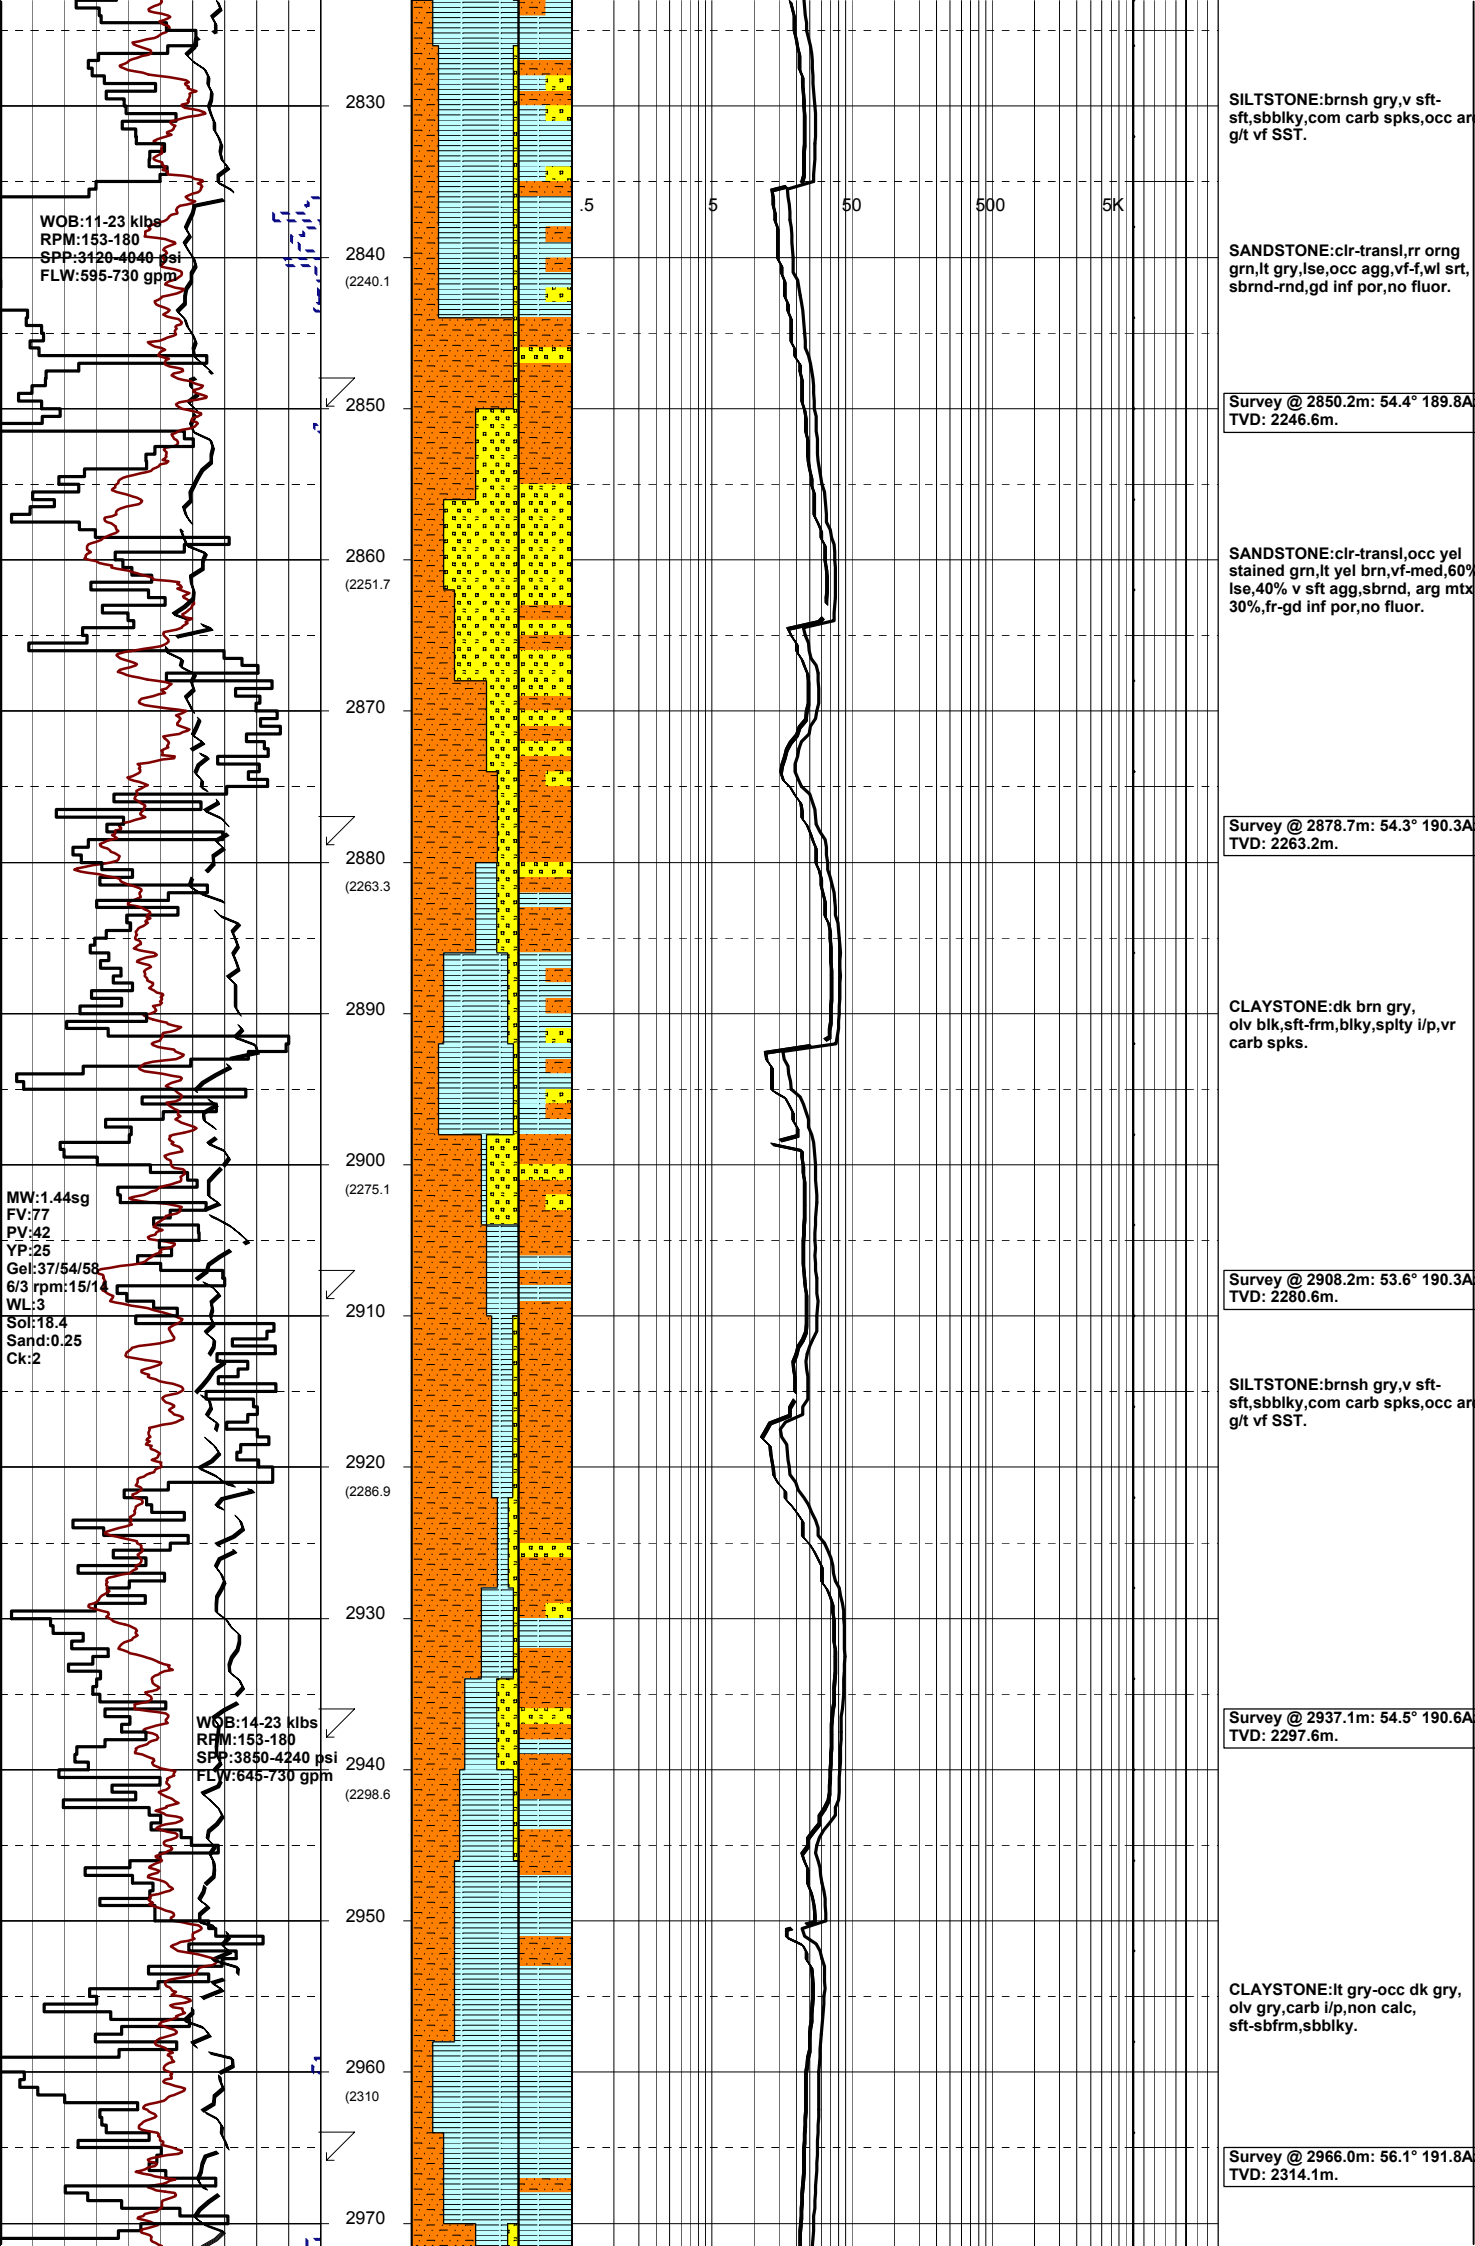 2830
SILTSTONE:brnsh gry,v sft-
sft,sbblky,com carb spks,occ
g/t vf SST.
WOB:11-23 klbs
RPM:153-180
SPP:3120-4040 psi
FLW:595-730 gpm
.5 5 50 500 5K
2840
(2240.1
SANDSTONE:clr-transl,rr orng
grn,lt gry,lse,occ agg,vf-f,wl srt,
sbrnd-rnd,gd inf por,no fluor.
2850
Survey @ 2850.2m: 54.4° 189.8A
TVD: 2246.6m.
2860
(2251.7
SANDSTONE:clr-transl,occ yel
stained grn,lt yel brn,vf-med,60%
lse,40% v sft agg,sbrnd, arg mtx
30%,fr-gd inf por,no fluor.
2870
Survey @ 2878.7m: 54.3° 190.3A
TVD: 2263.2m.
2880
(2263.3
2890
CLAYSTONE:dk brn gry,
olv blk,sft-frm,blky,splty i/p,vr
carb spks.
2900
(2275.1
MW:1.44sg
FV:77
PV:42
YP:25
Gel:37/54/58
6/3 rpm:15/14
WL:3
Sol:18.4
Sand:0.25
Ck:2
Survey @ 2908.2m: 53.6° 190.3A
TVD: 2280.6m.
2910
SILTSTONE:brnsh gry,v sft-
sft,sbblky,com carb spks,occ
g/t vf SST.
2920
(2286.9
2930
WOB:14-23 klbs
RPM:153-180
SPP:3850-4240 psi
FLW:645-730 gpm
Survey @ 2937.1m: 54.5° 190.6A
TVD: 2297.6m.
2940
(2298.6
2950
CLAYSTONE:lt gry-occ dk gry,
olv gry,carb i/p,non calc,
sft-sbfrm,sbblky.
2960
(2310
Survey @ 2966.0m: 56.1° 191.8A
TVD: 2314.1m.
2970